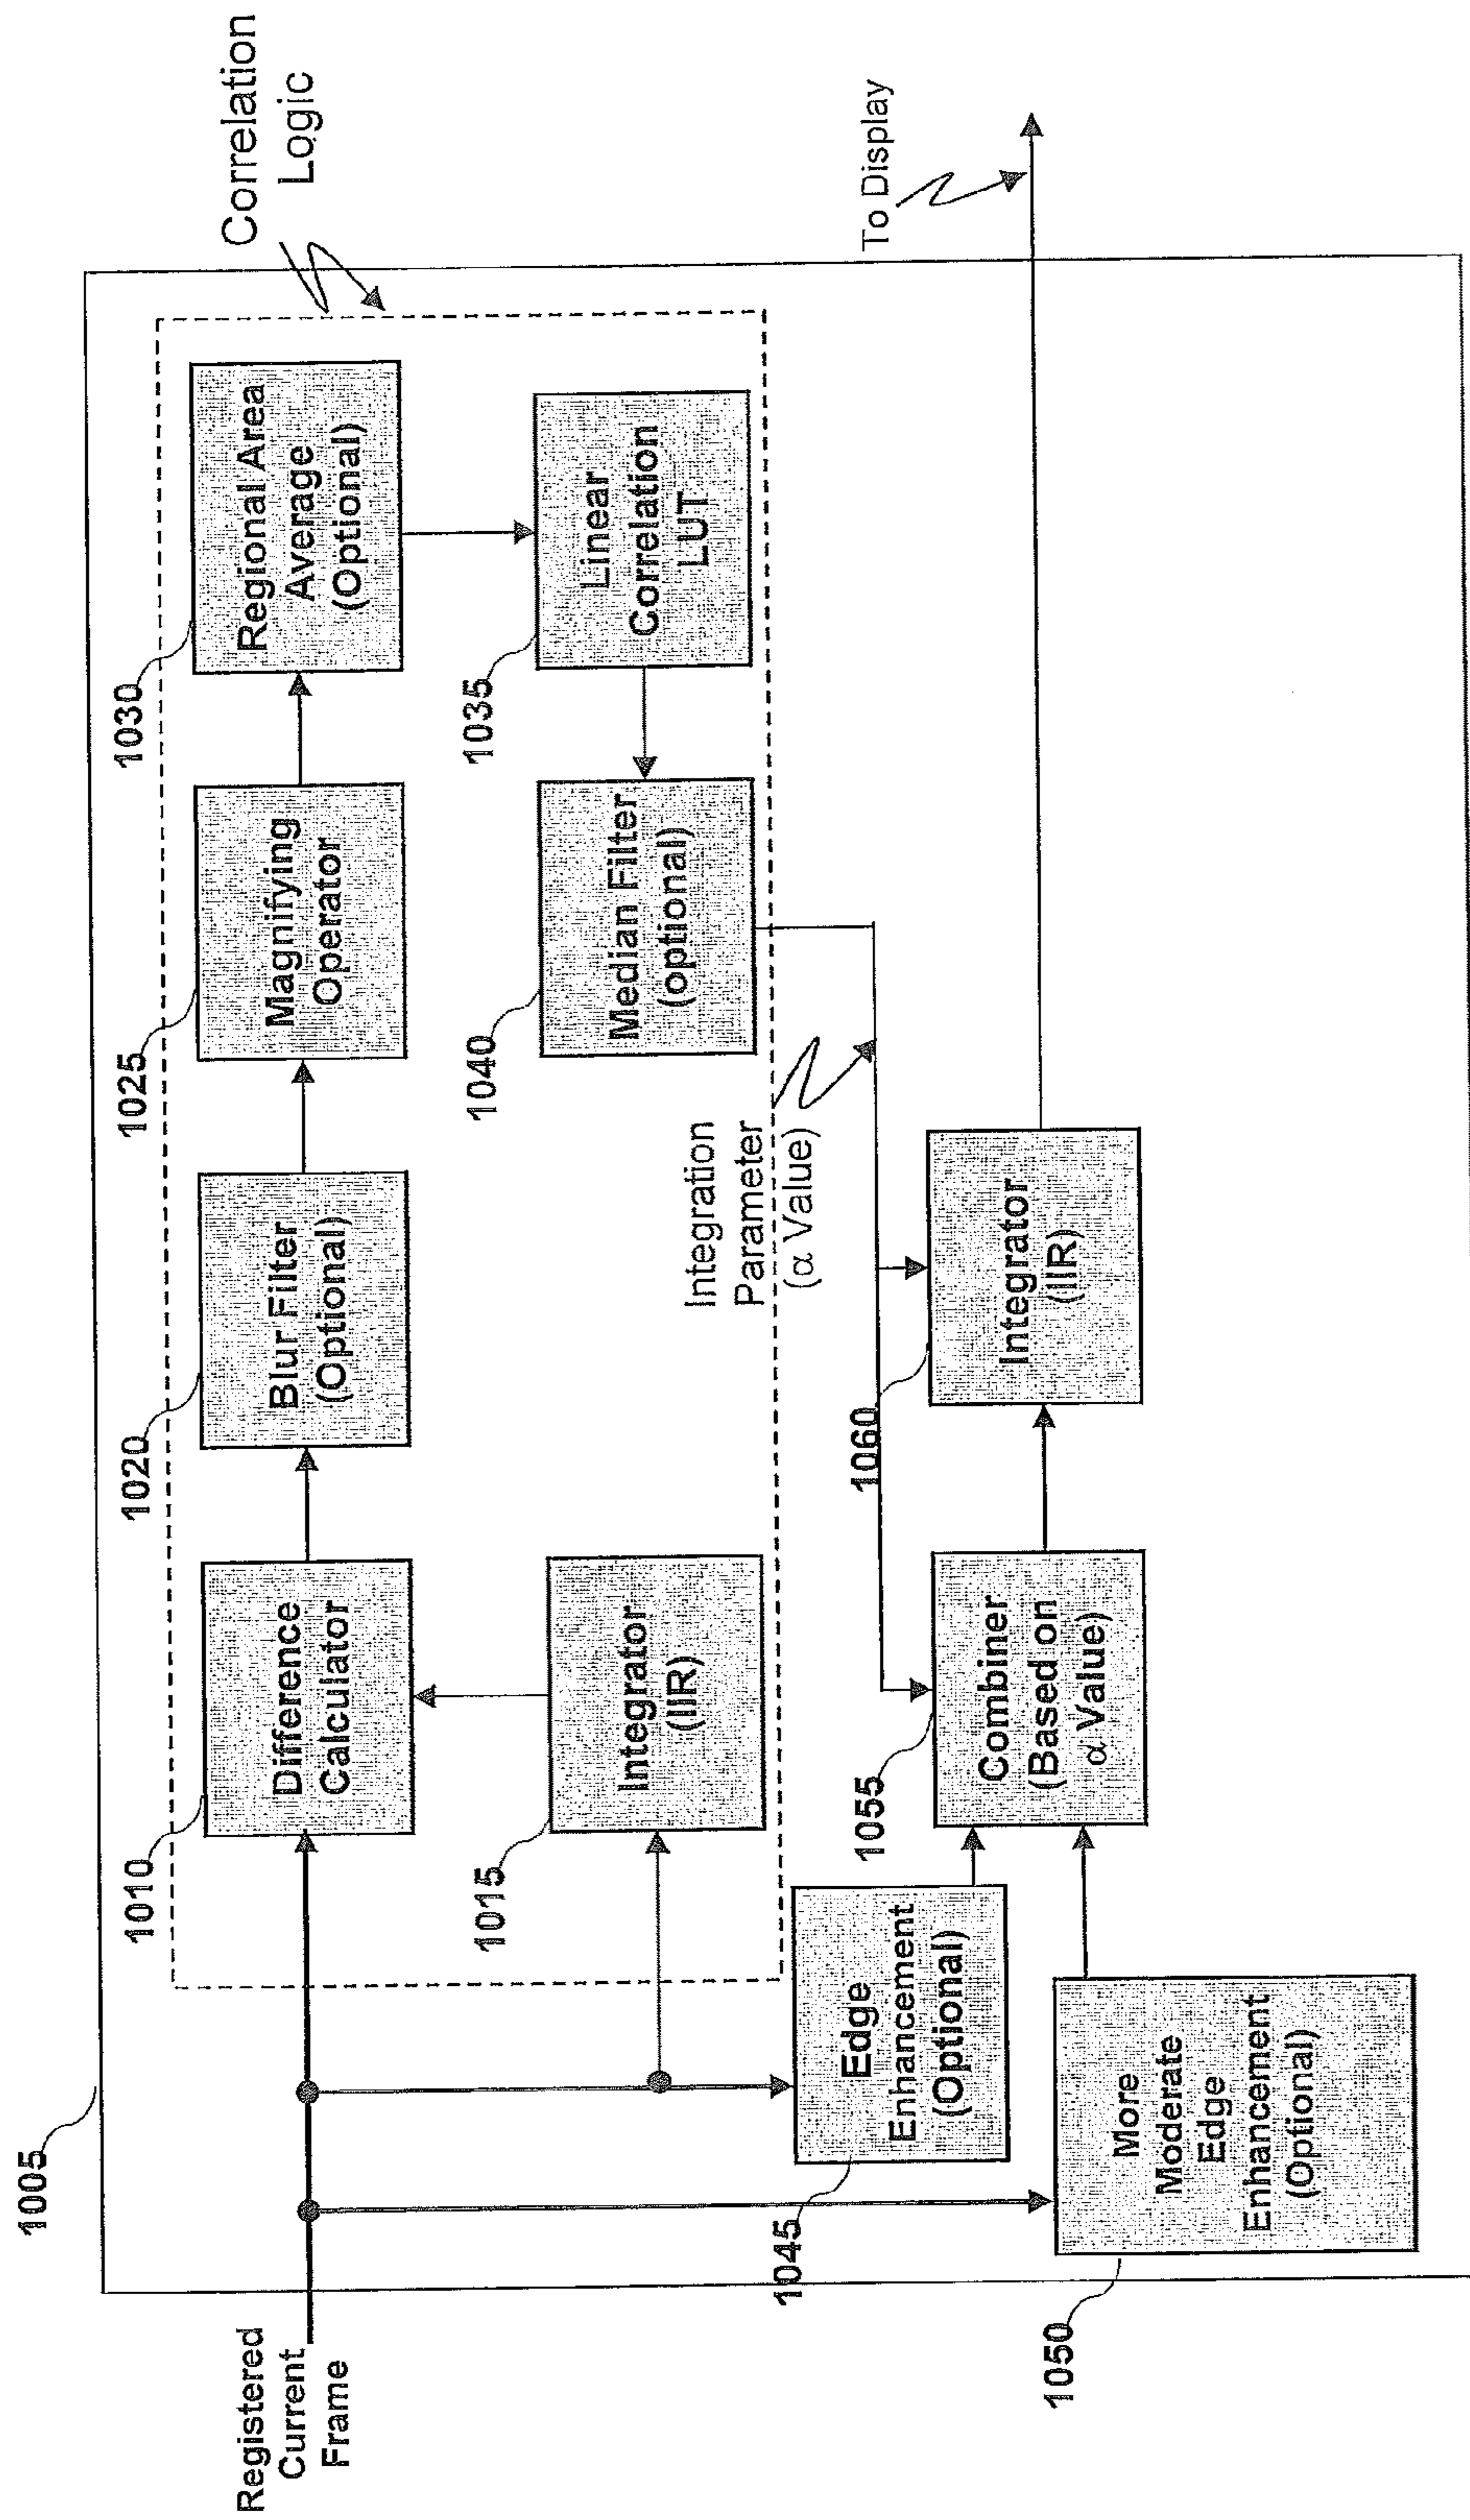 1005
Correlation
Logic
Registered
Current
Frame
1010
Difference
Calculator
1020
Blur Filter
(Optional)
1025
Magnifying
Operator
1030
Regional Area
Average
(Optional)
1015
Integrator
(IIR)
1040
Median Filter
(optional)
1035
Linear
Correlation
LUT
Integration
Parameter
(α Value)
1045
Edge
Enhancement
(Optional)
1050
More
Moderate
Edge
Enhancement
(Optional)
1055
Combiner
(Based on
α Value)
1060
Integrator
(IIR)
To Display